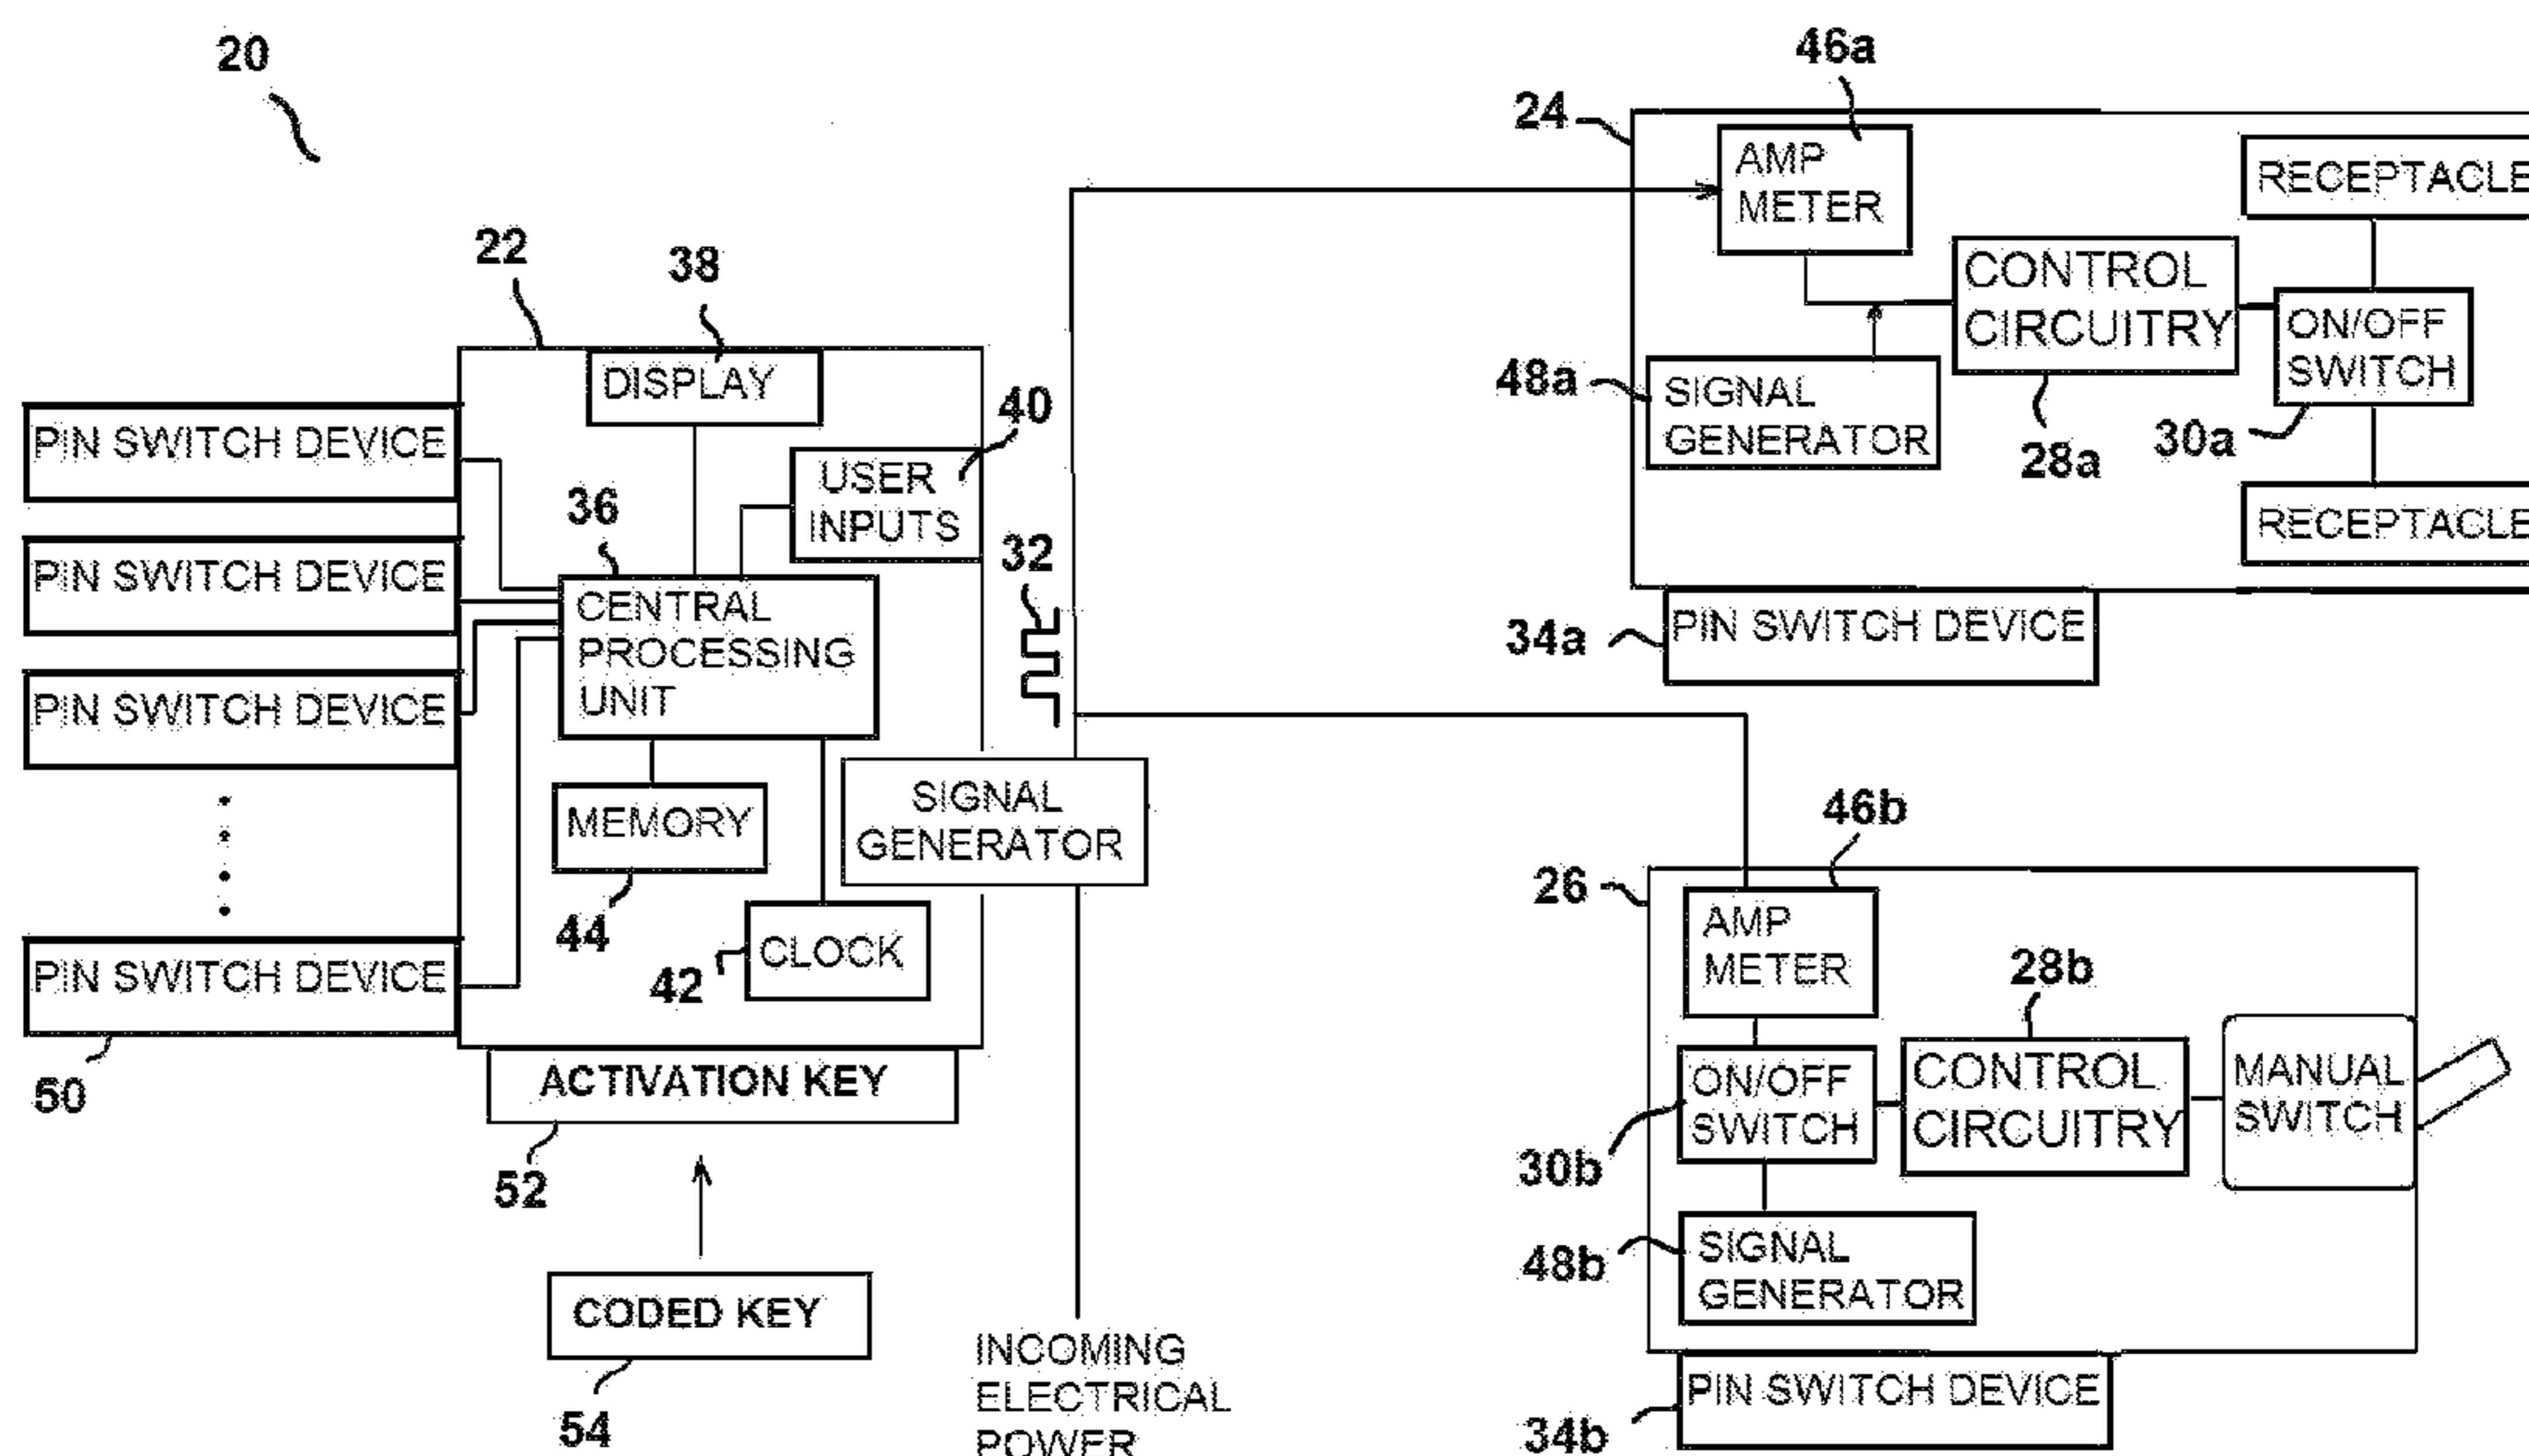 20
46a
24
AMP
METER
RECEPTACLE
22
38
CONTROL
CIRCUITRY
ON/OFF
SWITCH
DISPLAY
40
48a
SIGNAL
GENERATOR
28a
30a
PIN SWITCH DEVICE
USER
INPUTS
RECEPTACLE
36
32
PIN SWITCH DEVICE
CENTRAL
PROCESSING
UNIT
34a
PIN SWITCH DEVICE
PIN SWITCH DEVICE
MEMORY
SIGNAL
GENERATOR
46b
26
AMP
METER
44
42
CLOCK
28b
PIN SWITCH DEVICE
50
ACTIVATION KEY
ON/OFF
SWITCH
CONTROL
CIRCUITRY
MANUAL
SWITCH
52
30b
48b
SIGNAL
GENERATOR
CODED KEY
54
INCOMING
ELECTRICAL
POWER
PIN SWITCH DEVICE
34b